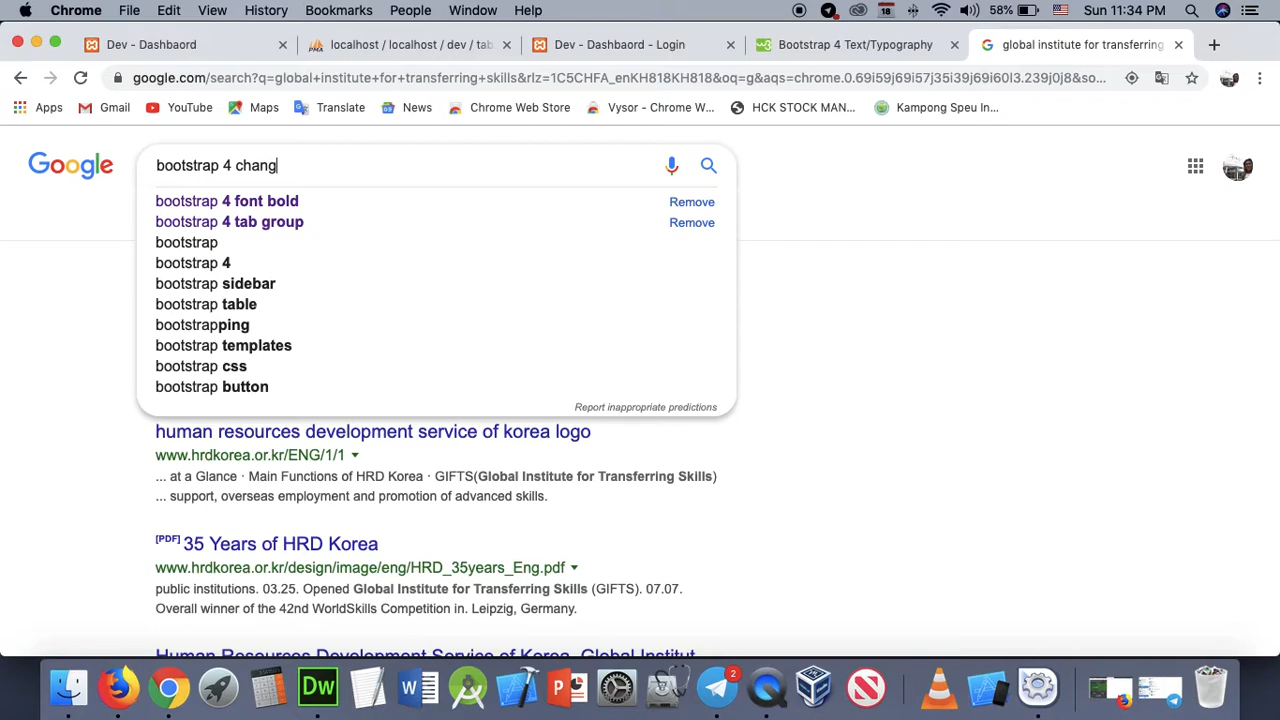 Chrome File Edit View History Bookmarks People Window Help 18 58% Sun 11:34 PM
Dev - Dashbaord
localhost / localhost / dev / tab
Dev - Dashbaord - Login
Bootstrap 4 Text/Typography
global institute for transferring
google.com/search?q=global+institute+for+transferring+skills&rlz=1C5CHFA_enKH818KH818&oq=g&aqs=chrome.0.69i59j69i57j35i39j69i60l3.239j0j8&so...
Apps Gmail YouTube Maps Translate News Chrome Web Store Vysor - Chrome W... HCK STOCK MAN... Kampong Speu In...
Google
bootstrap 4 chang
bootstrap 4 font bold Remove
bootstrap 4 tab group Remove
bootstrap
bootstrap 4
bootstrap sidebar
bootstrap table
bootstrapping
bootstrap templates
bootstrap css
bootstrap button
Report inappropriate predictions
human resources development service of korea logo
www.hrdkorea.or.kr/ENG/1/1
... at a Glance · Main Functions of HRD Korea · GIFTS(Global Institute for Transferring Skills)
... support, overseas employment and promotion of advanced skills.
[PDF] 35 Years of HRD Korea
www.hrdkorea.or.kr/design/image/eng/HRD_35years_Eng.pdf
public institutions. 03.25. Opened Global Institute for Transferring Skills (GIFTS). 07.07.
Overall winner of the 42nd WorldSkills Competition in. Leipzig, Germany.
Human Resources Development Service of Korea, Global Institut
Dw
2